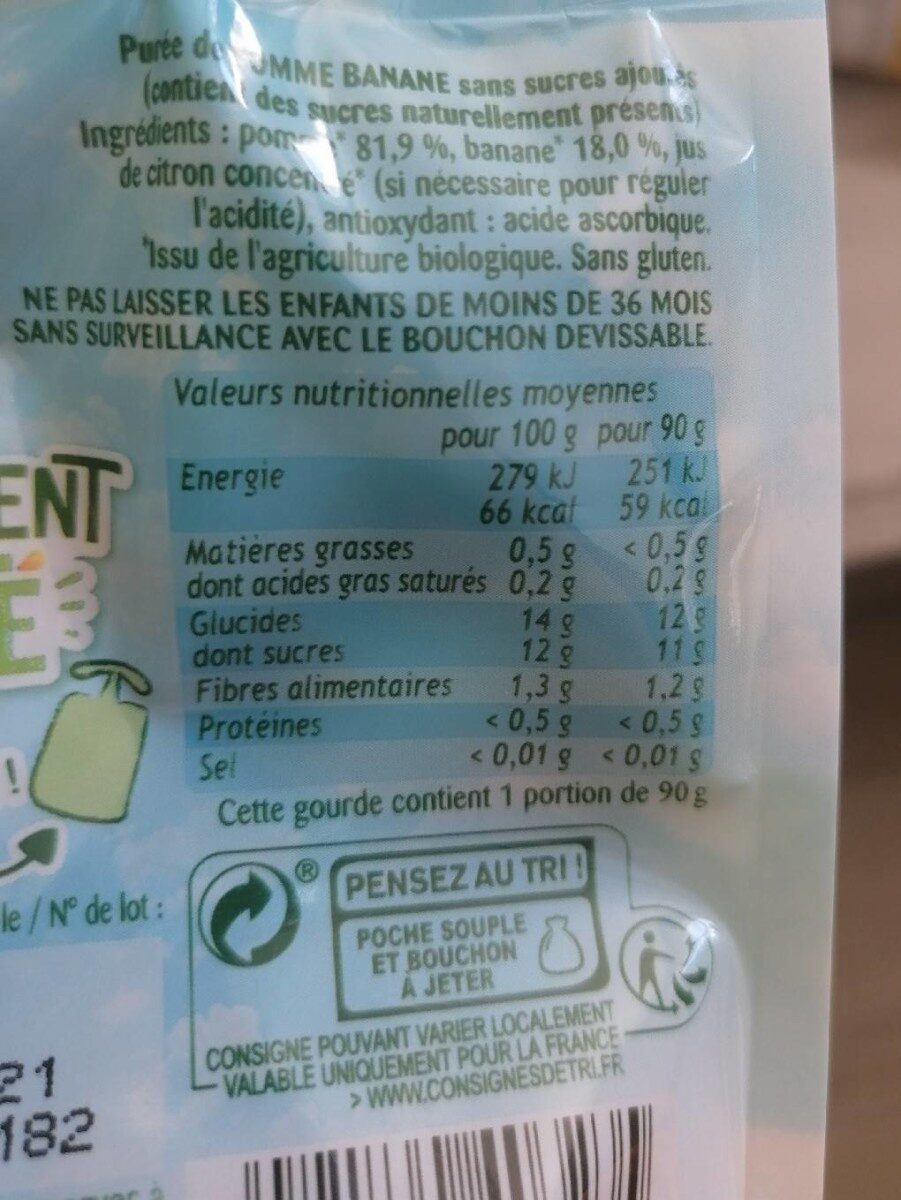 Purée de POMME BANANE sans sucres ajoutés
(contient des sucres naturellement présents)
Ingrédients : pomme* 81,9 %, banane* 18,0 %, jus
de citron concentré* (si nécessaire pour réguler
l'acidité), antioxydant : acide ascorbique.
*Issu de l'agriculture biologique. Sans gluten.
NE PAS LAISSER LES ENFANTS DE MOINS DE 36 MOIS
SANS SURVEILLANCE AVEC LE BOUCHON DEVISSABLE.
Valeurs nutritionnelles moyennes
pour 100 g pour 90 g
Energie 279 kJ 251 kJ
66 kcal 59 kcal
Matières grasses 0,5 g < 0,5 g
dont acides gras saturés 0,2 g 0,2 g
Glucides 14 g 12 g
dont sucres 12 g 11 g
Fibres alimentaires 1,3 g 1,2 g
Protéines < 0,5 g < 0,5 g
Sel < 0,01 g < 0,01 g
Cette gourde contient 1 portion de 90 g
ENT
E
!
le / N° de lot :
21
182
®
PENSEZ AU TRI !
POCHE SOUPLE
ET BOUCHON
À JETER
CONSIGNE POUVANT VARIER LOCALEMENT
VALABLE UNIQUEMENT POUR LA FRANCE
> WWW.CONSIGNESDETRI.FR